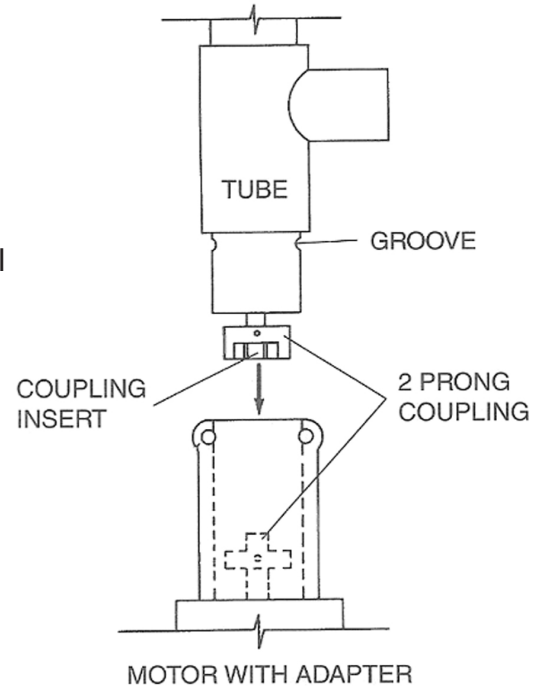 TUBE
GROOVE
COUPLING
INSERT
2 PRONG
COUPLING
MOTOR WITH ADAPTER